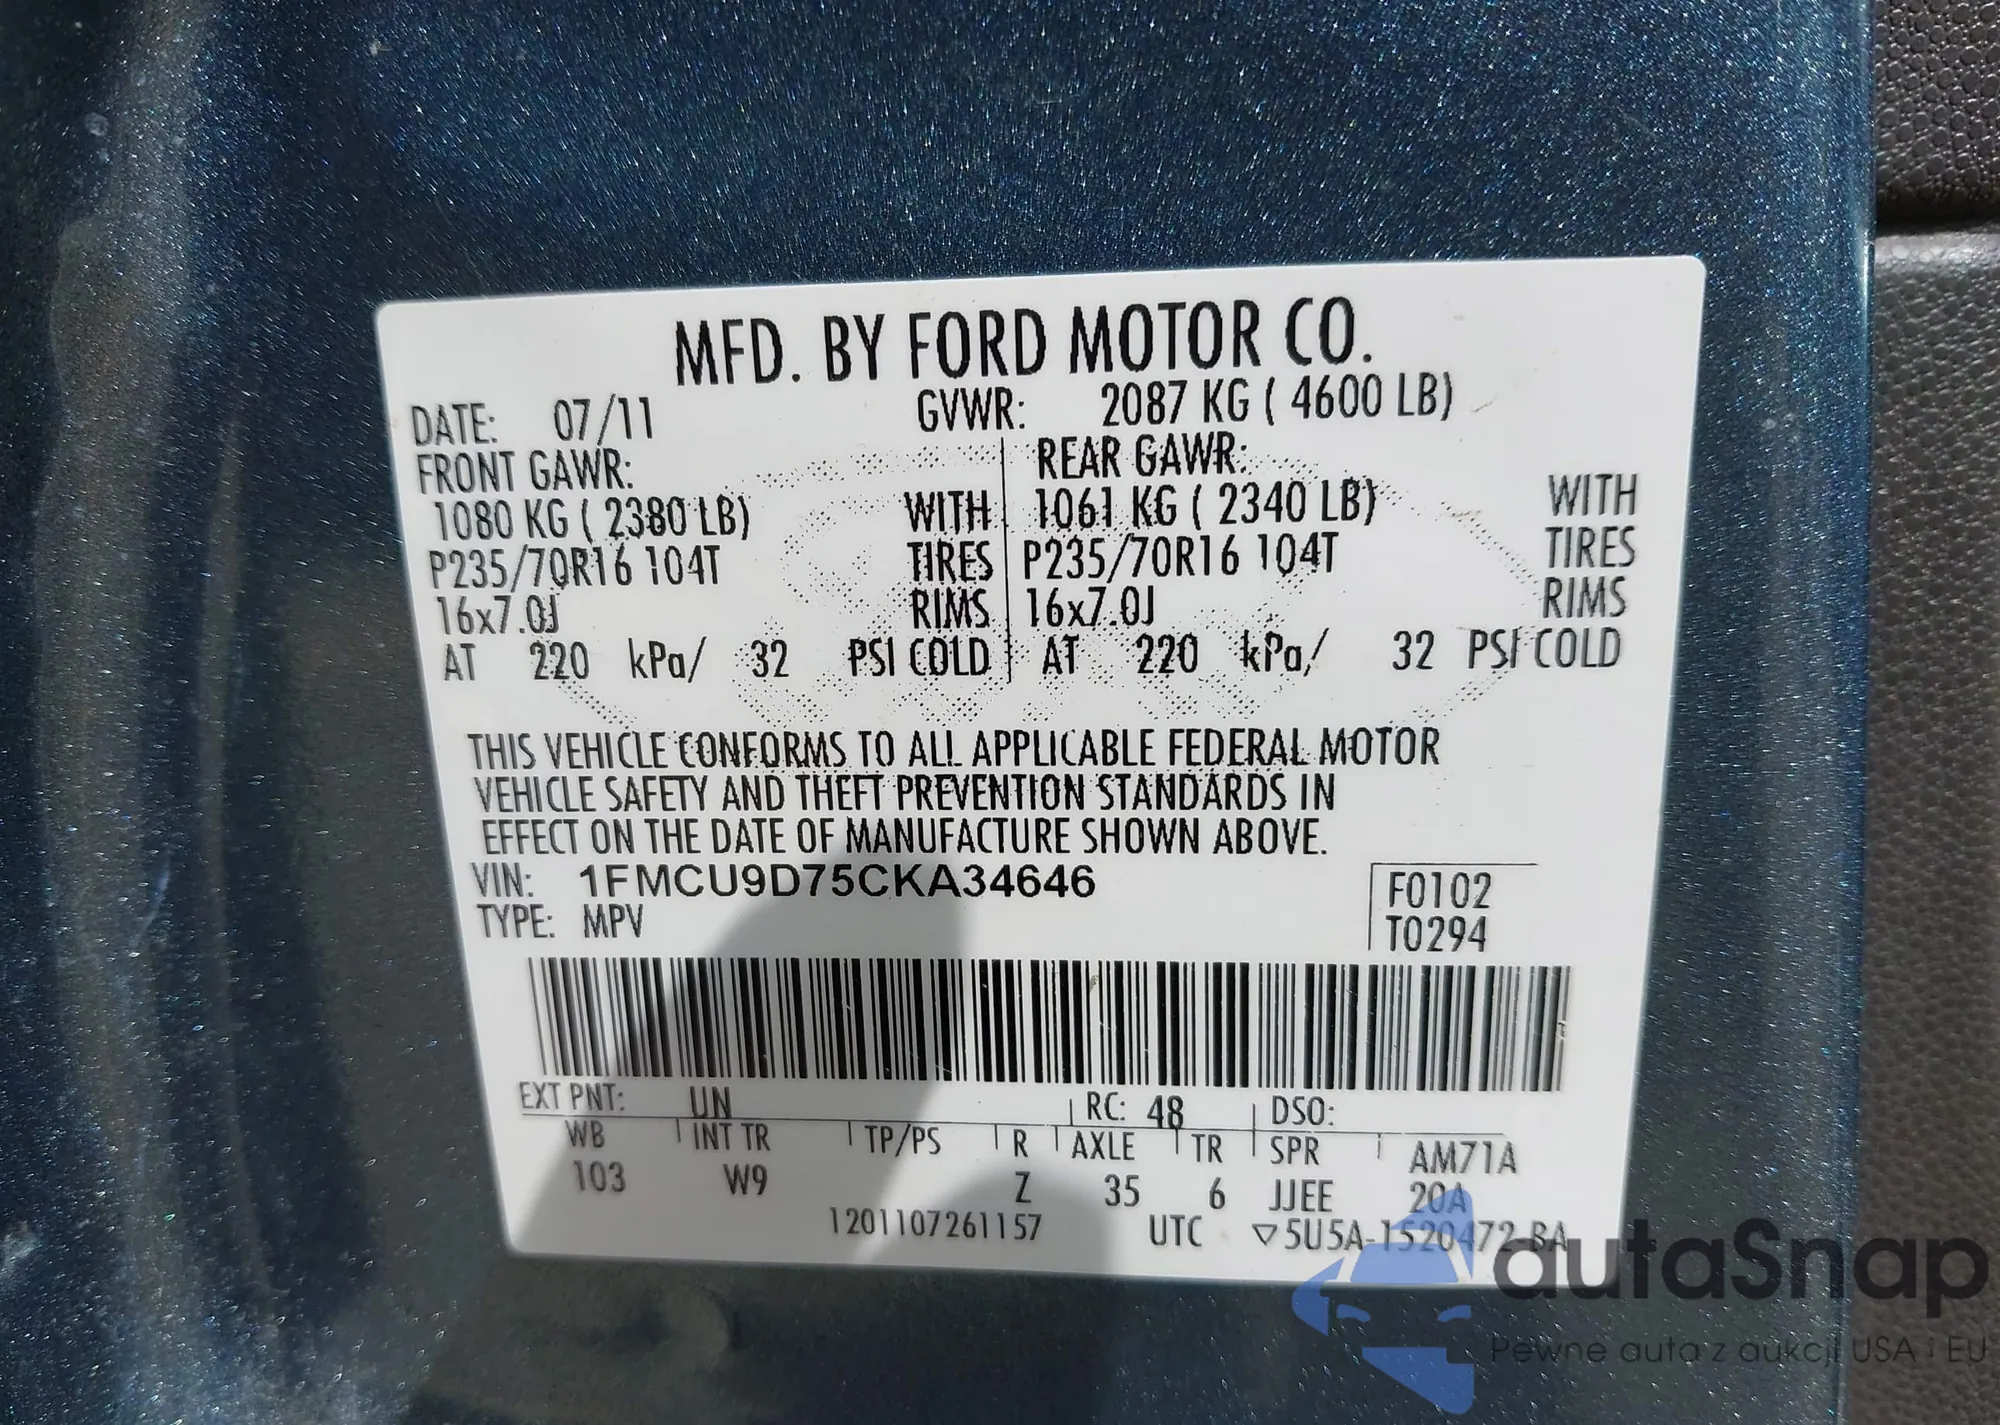 MFD. BY FORD MOTOR CO.
DATE: 07/11 GVWR: 2087 KG ( 4600 LB)
FRONT GAWR: REAR GAWR:
1080 KG ( 2380 LB) WITH 1061 KG ( 2340 LB) WITH
P235/70R16 104T TIRES P235/70R16 104T TIRES
16x7.0J RIMS 16x7.0J RIMS
AT 220 kPa/ 32 PSI COLD AT 220 kPa/ 32 PSI COLD
THIS VEHICLE CONFORMS TO ALL APPLICABLE FEDERAL MOTOR
VEHICLE SAFETY AND THEFT PREVENTION STANDARDS IN
EFFECT ON THE DATE OF MANUFACTURE SHOWN ABOVE.
VIN: 1FMCU9D75CKA34646 F0102
TYPE: MPV T0294
EXT PNT: UN RC: 48 DSO:
WB INT TR TP/PS R AXLE TR SPR AM71A
103 W9 Z 35 6 JJEE 20A
1201107261157 UTC ▽5U5A-1520472-BA
autaSnap
Pewne auta z aukcji USA i EU